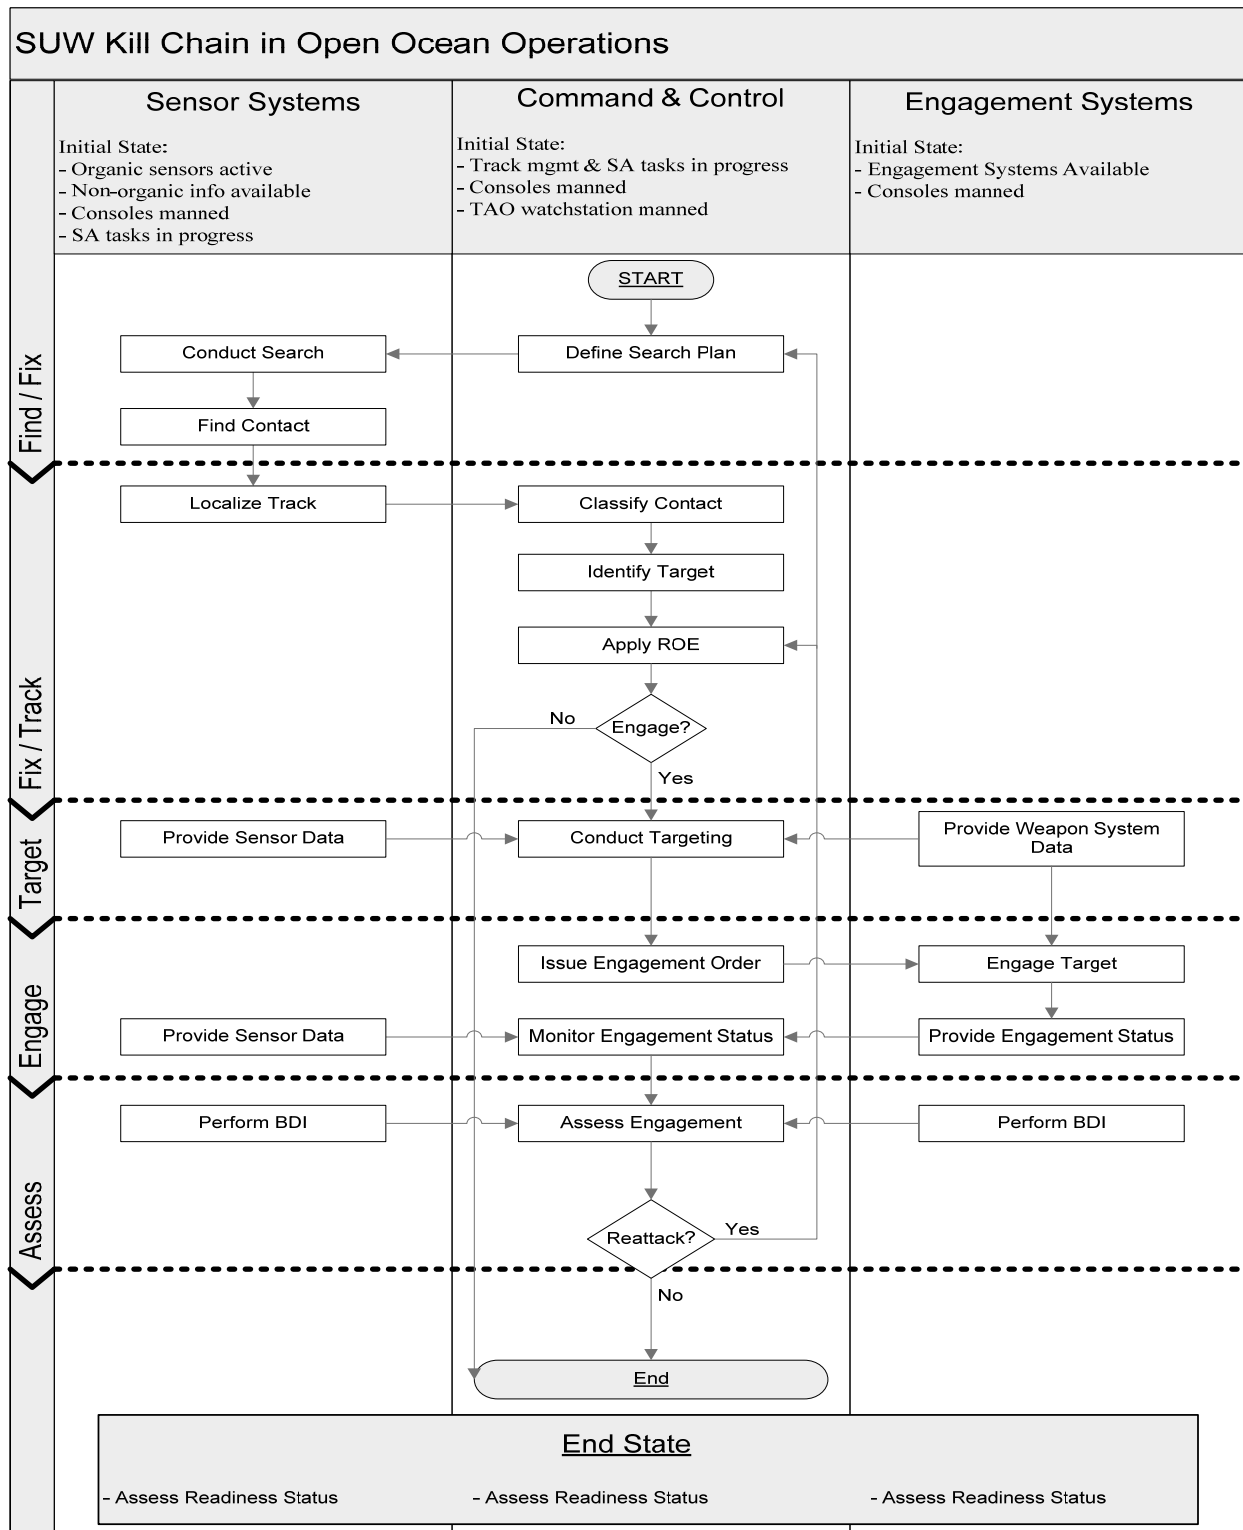 SUW Kill Chain in Open Ocean Operations
Sensor Systems
Initial State:
- Organic sensors active
- Non-organic info available
- Consoles manned
- SA tasks in progress
Command & Control
Initial State:
- Track mgmt & SA tasks in progress
- Consoles manned
- TAO watchstation manned
Engagement Systems
Initial State:
- Engagement Systems Available
- Consoles manned
Find / Fix
START
Conduct Search
Define Search Plan
Find Contact
Fix / Track
Localize Track
Classify Contact
Identify Target
Apply ROE
Engage?
No
Yes
Target
Provide Sensor Data
Conduct Targeting
Provide Weapon System
Data
Engage
Issue Engagement Order
Engage Target
Provide Sensor Data
Monitor Engagement Status
Provide Engagement Status
Assess
Perform BDI
Assess Engagement
Perform BDI
Reattack?
Yes
No
End
End State
- Assess Readiness Status
- Assess Readiness Status
- Assess Readiness Status